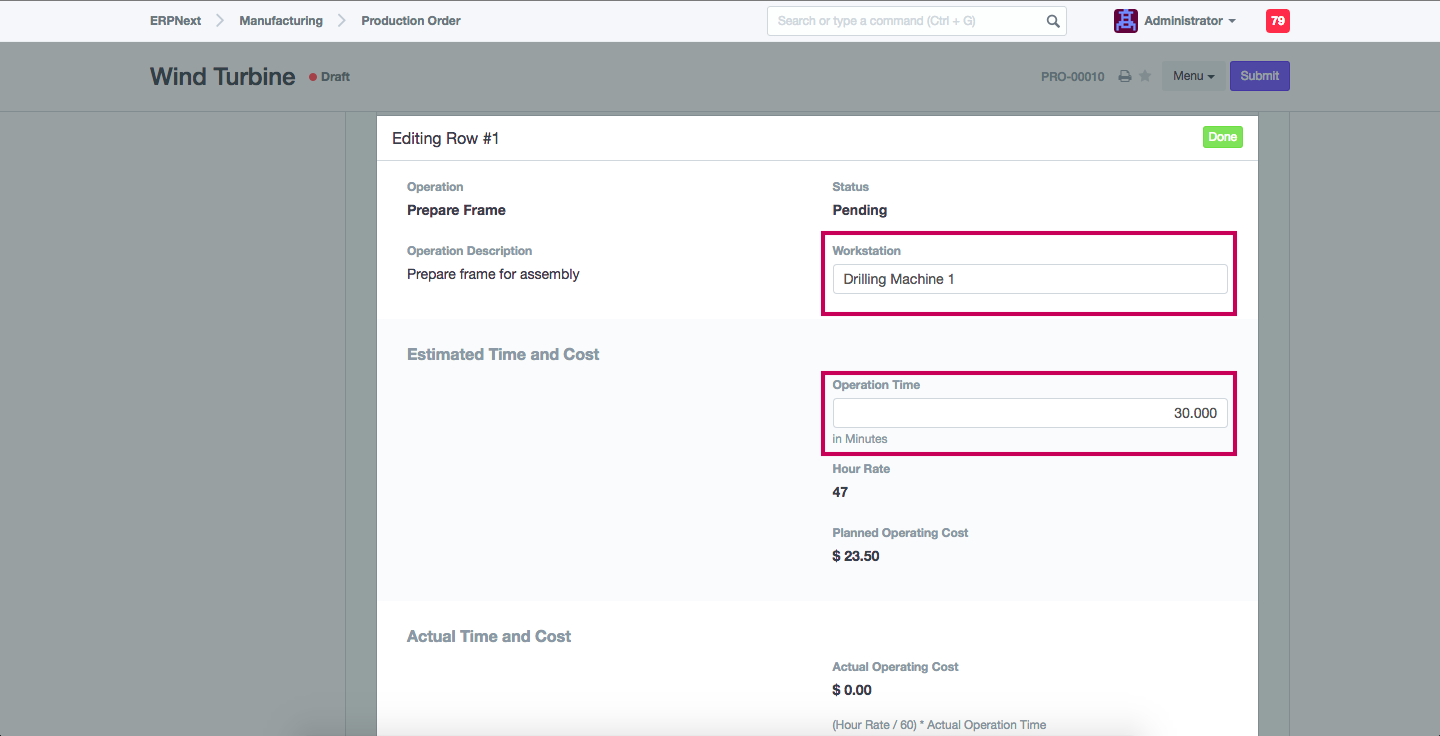 ERPNext Manufacturing Production Order Search or type a command (Ctrl + G) Administrator 79
Wind Turbine Draft PRO-00010 Menu Submit
Editing Row #1 Done
Operation
Prepare Frame
Status
Pending
Operation Description
Prepare frame for assembly
Workstation
Drilling Machine 1
Estimated Time and Cost
Operation Time
30.000
in Minutes
Hour Rate
47
Planned Operating Cost
$ 23.50
Actual Time and Cost
Actual Operating Cost
$ 0.00
(Hour Rate / 60) * Actual Operation Time